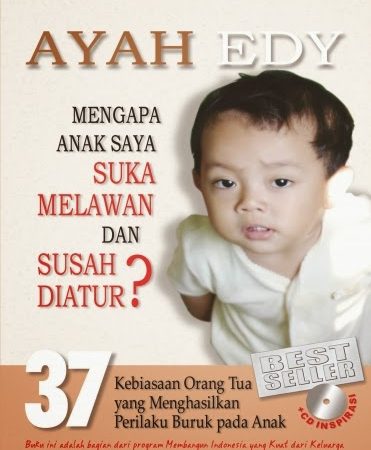 AYAH EDY
MENGAPA
ANAK SAYA
SUKA
MELAWAN
DAN
SUSAH
DIATUR?
37
Kebiasaan Orang Tua
yang Menghasilkan
Perilaku Buruk pada Anak
BEST
SELLER
+CD INSPIRASI
Buku ini adalah bagian dari program Membangun Indonesia yang Kuat dari Keluarga